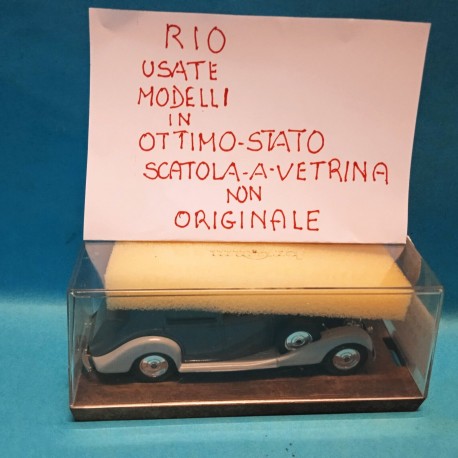 RIO
USATE
MODELLI
IN
OTTIMO-STATO
SCATOLA-A-VETRINA
NON
ORIGINALE